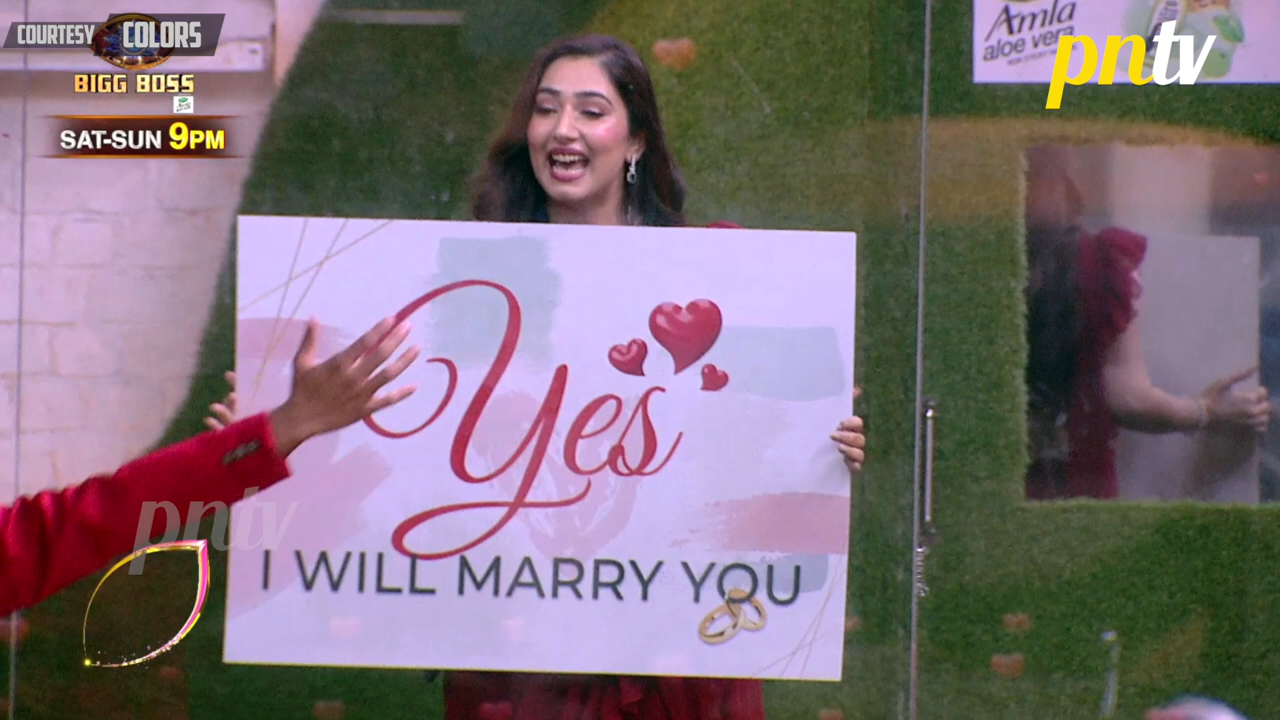 COURTESY COLORS
BIGG BOSS
SAT-SUN 9PM
Amla
aloe vera
pntv
Yes
I WILL MARRY YOU
pntv